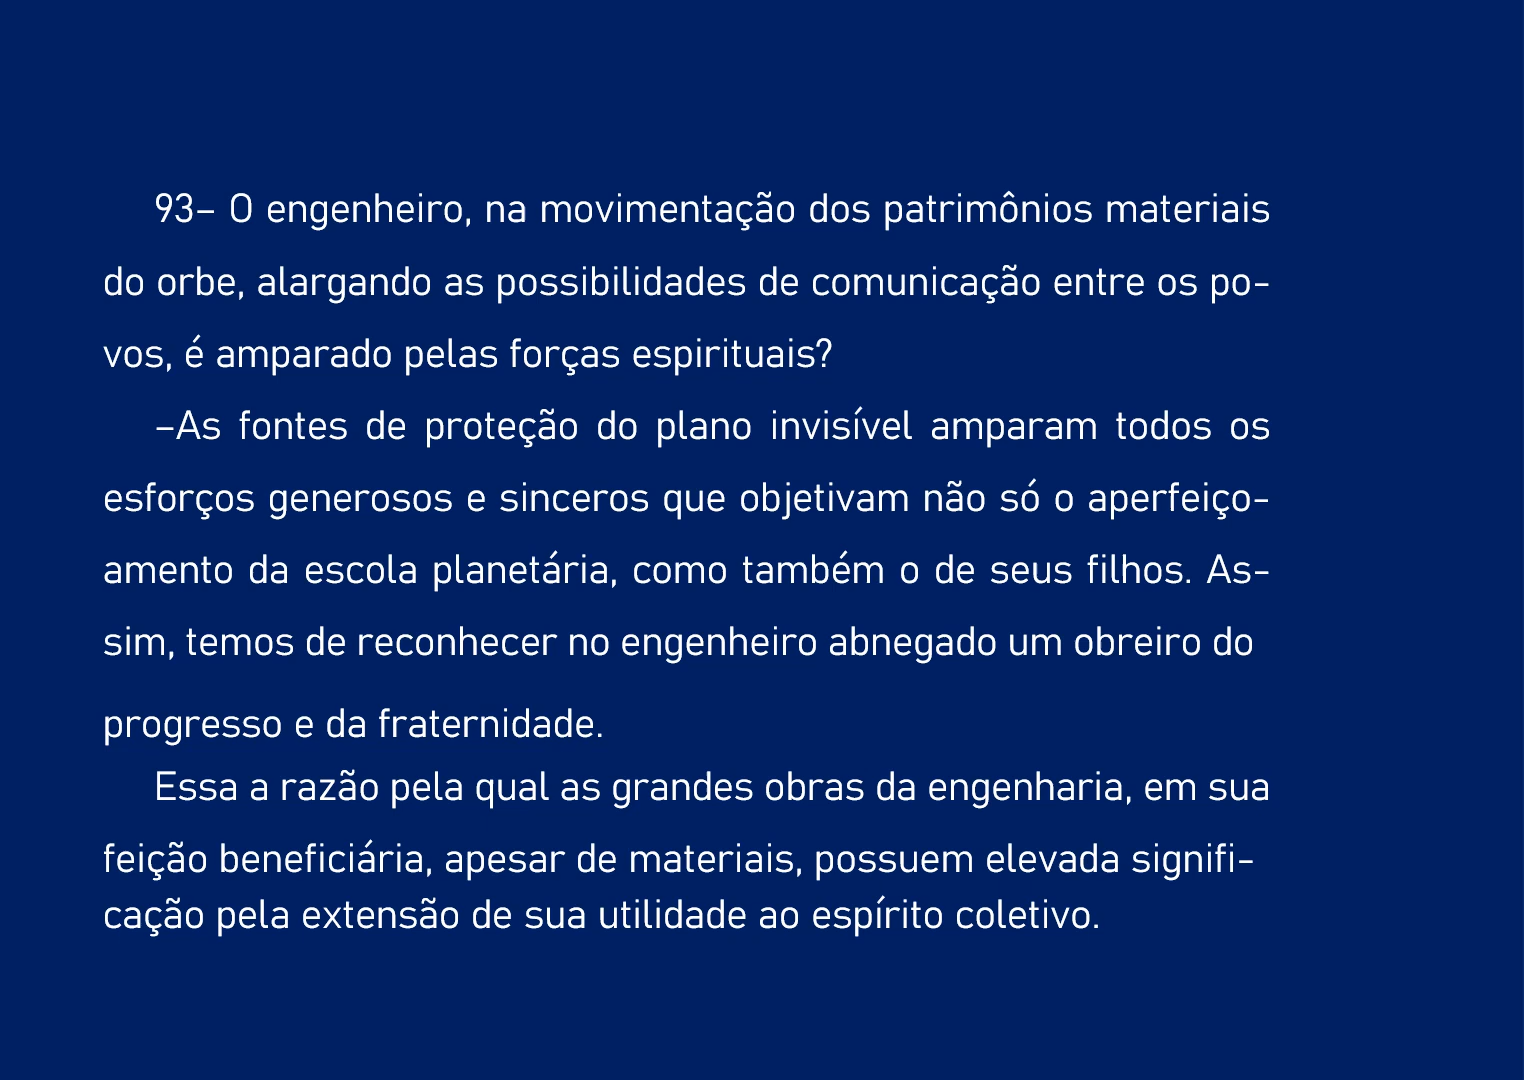 93– O engenheiro, na movimentação dos patrimônios materiais
do orbe, alargando as possibilidades de comunicação entre os po-
vos, é amparado pelas forças espirituais?
–As fontes de proteção do plano invisível amparam todos os
esforços generosos e sinceros que objetivam não só o aperfeiço-
amento da escola planetária, como também o de seus filhos. As-
sim, temos de reconhecer no engenheiro abnegado um obreiro do
progresso e da fraternidade.
Essa a razão pela qual as grandes obras da engenharia, em sua
feição beneficiária, apesar de materiais, possuem elevada signifi-
cação pela extensão de sua utilidade ao espírito coletivo.